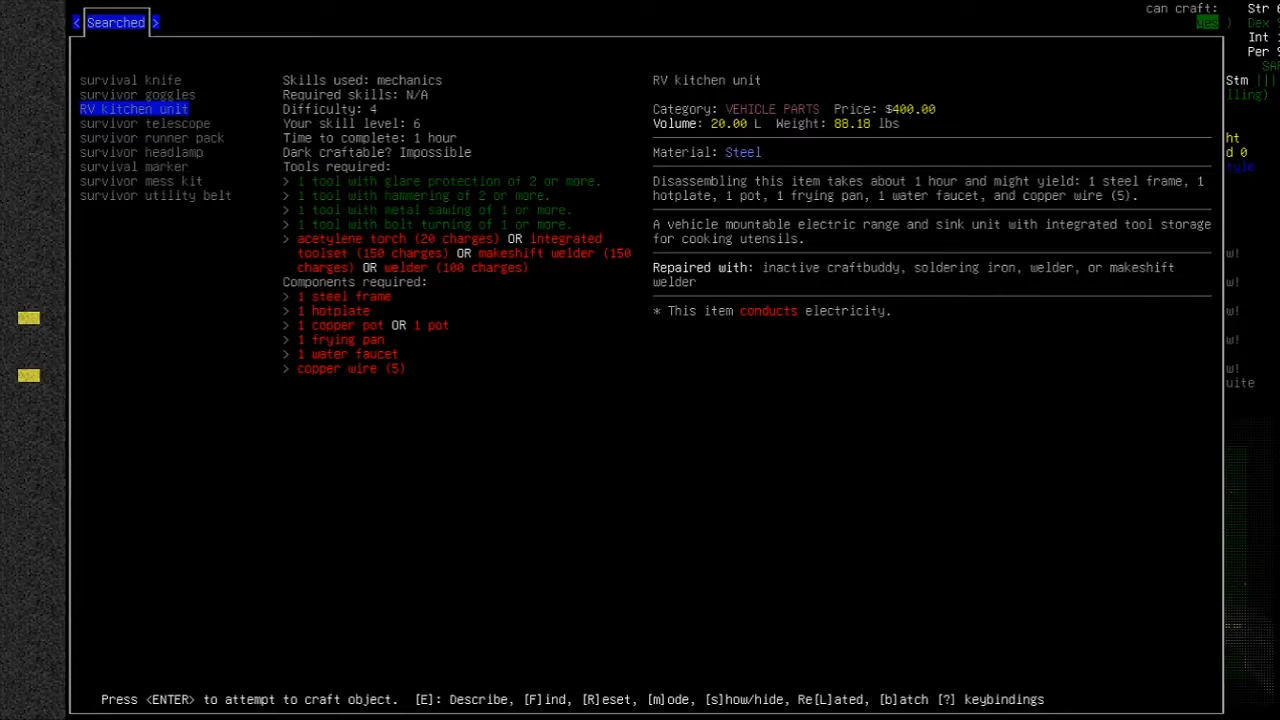 can craft: Str
< Searched > yes ) Dex
Int
Per
survival knife Skills used: mechanics RV kitchen unit Stm |||
survivor goggles Required skills: N/A lling)
RV kitchen unit Difficulty: 4 Category: VEHICLE PARTS Price: $400.00
survivor telescope Your skill level: 6 Volume: 20.00 L Weight: 88.18 lbs
survivor runner pack Time to complete: 1 hour ht
survivor headlamp Dark craftable? Impossible Material: Steel d 0
survival marker Tools required:
survivor mess kit > 1 tool with glare protection of 2 or more. Disassembling this item takes about 1 hour and might yield: 1 steel frame, 1
survivor utility belt > 1 tool with hammering of 2 or more. hotplate, 1 pot, 1 frying pan, 1 water faucet, and copper wire (5).
> 1 tool with metal sawing of 1 or more.
> 1 tool with bolt turning of 1 or more. A vehicle mountable electric range and sink unit with integrated tool storage
> acetylene torch (20 charges) OR integrated for cooking utensils.
toolset (150 charges) OR makeshift welder (150 w!
charges) OR welder (100 charges) Repaired with: inactive craftbuddy, soldering iron, welder, or makeshift
Components required: welder w!
> 1 steel frame
> 1 hotplate * This item conducts electricity. w!
> 1 copper pot OR 1 pot
> 1 frying pan w!
> 1 water faucet
> copper wire (5) w!
uite
Press <ENTER> to attempt to craft object. [E]: Describe, [F]ind, [R]eset, [m]ode, [s]how/hide, Re[L]ated, [b]atch [?] keybindings